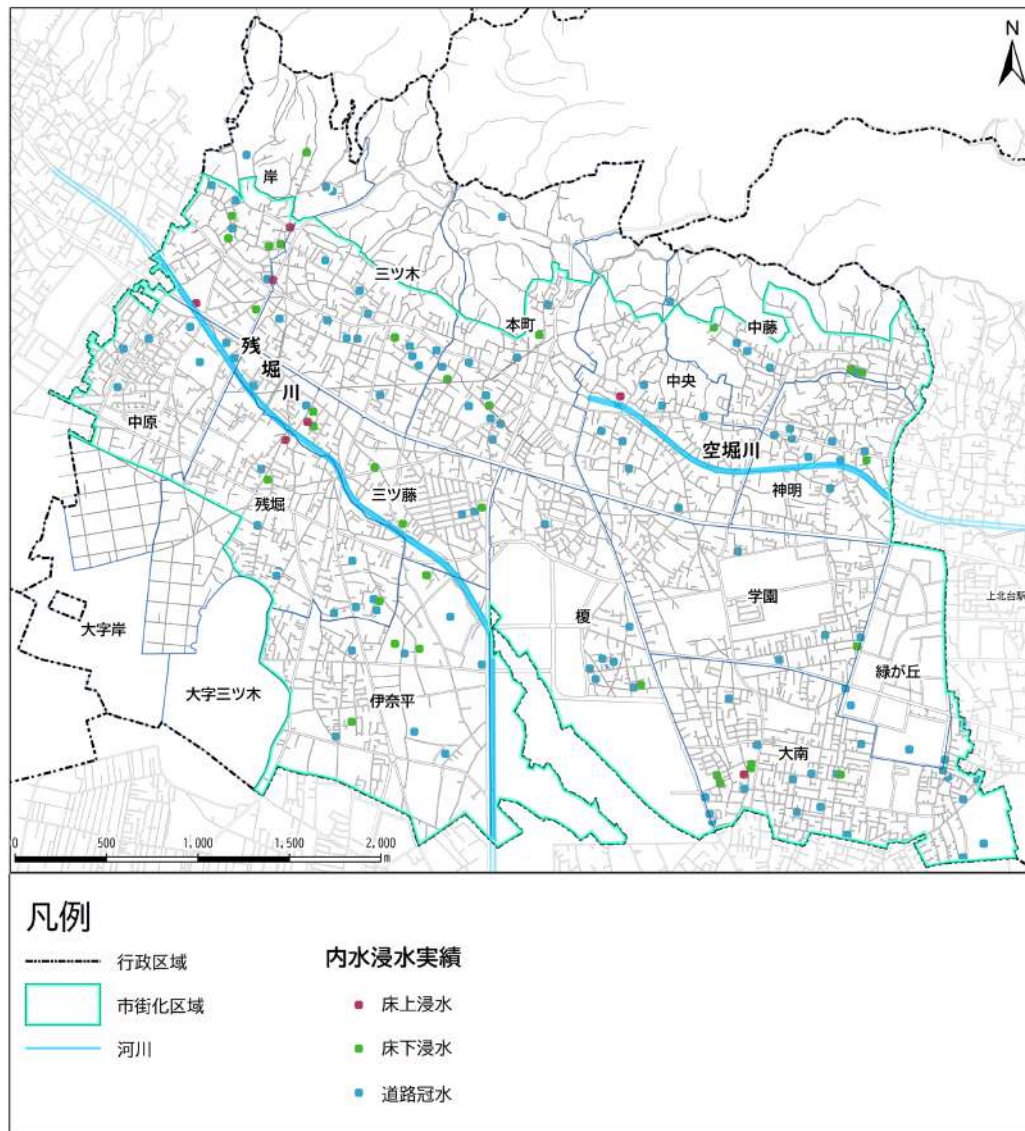 N
岸
三ツ木
本町
中藤
残堀川
中央
中原
空堀川
三ツ藤
神明
残堀
上北台駅
学園
榎
大字岸
緑が丘
大字三ツ木
伊奈平
大南
0 500 1,000 1,500 2,000
m
凡例
行政区域
市街化区域
河川
内水浸水実績
床上浸水
床下浸水
道路冠水